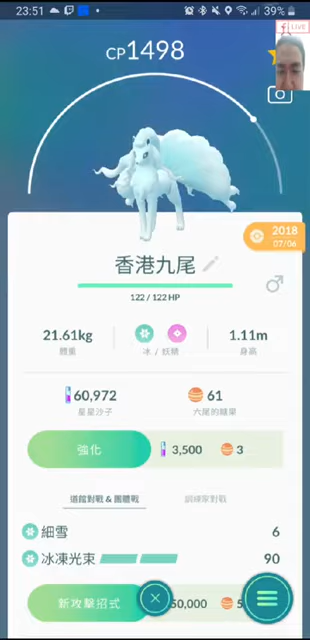 23:51 39%
LIVE
CP1498
2018
07/06
香港九尾
122 / 122 HP
21.61kg 1.11m
體重 冰 / 妖精 身高
60,972 61
星星沙子 六尾的糖果
強化 3,500 3
道館對戰 & 團體戰 訓練家對戰
細雪 6
冰凍光束 90
新攻擊招式 50,000 5